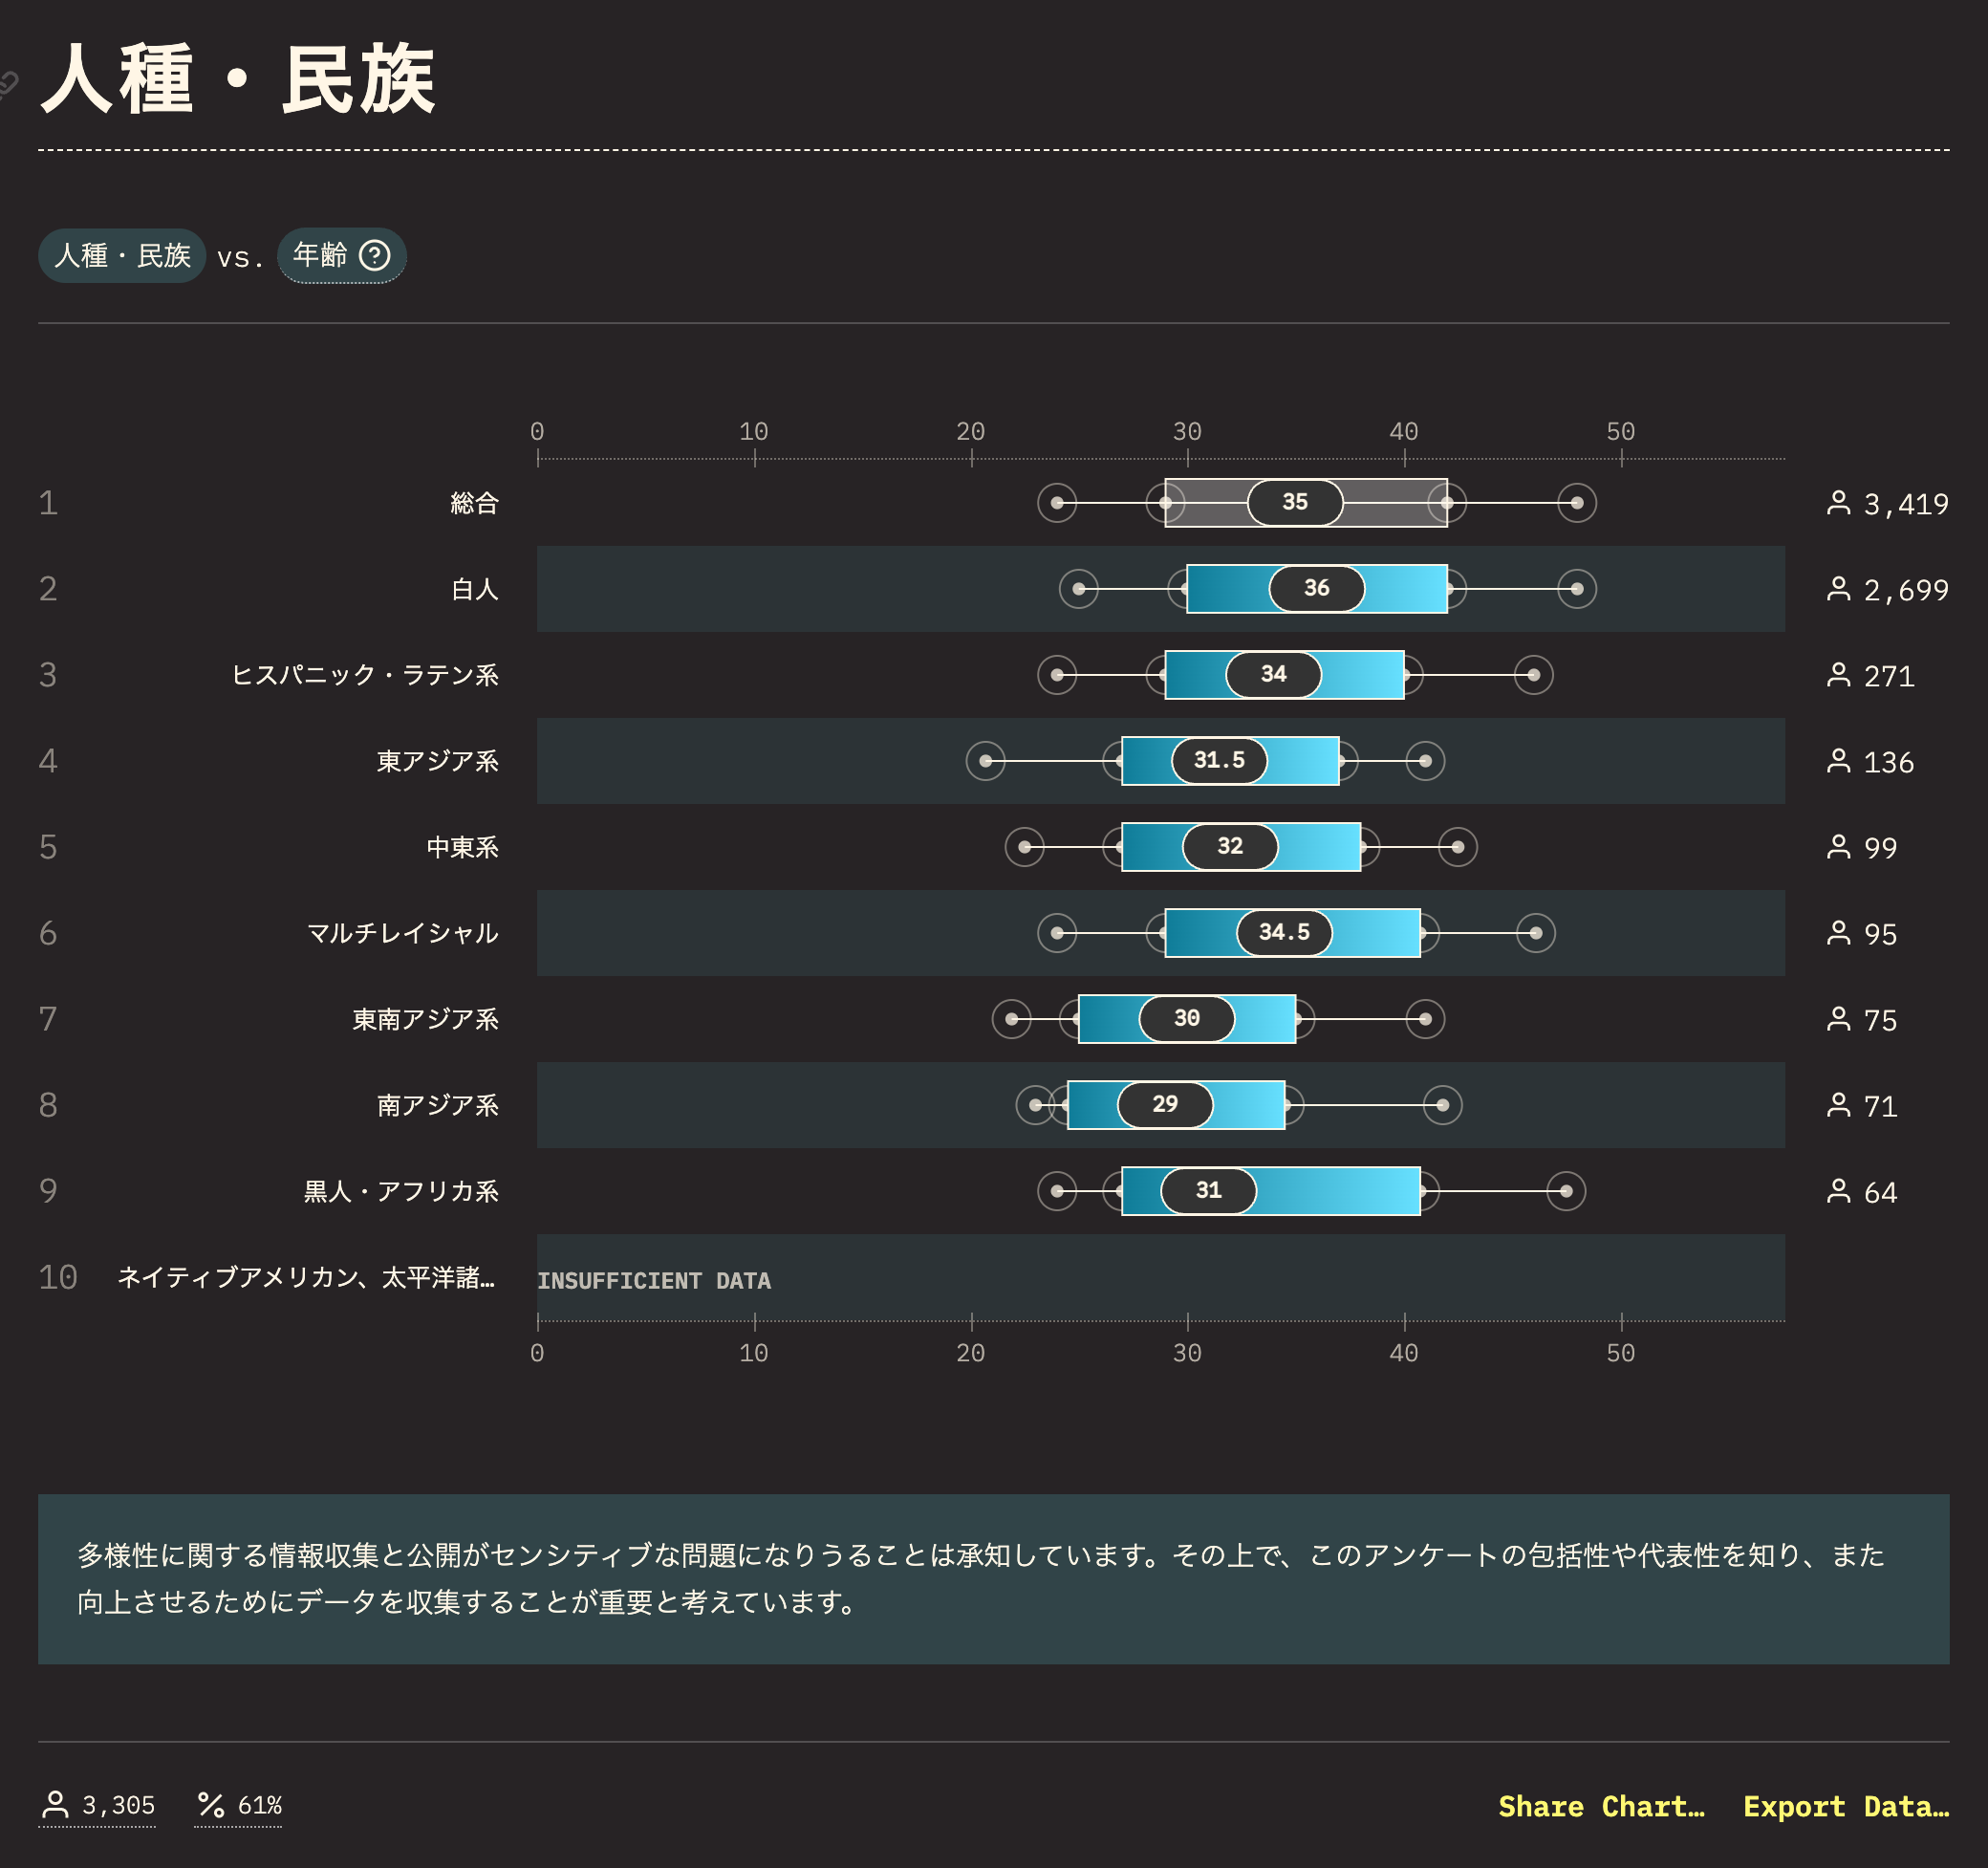 人種・民族
人種・民族 vs. 年齢
0 10 20 30 40 50
1 総合 35 3,419
2 白人 36 2,699
3 ヒスパニック・ラテン系 34 271
4 東アジア系 31.5 136
5 中東系 32 99
6 マルチレイシャル 34.5 95
7 東南アジア系 30 75
8 南アジア系 29 71
9 黒人・アフリカ系 31 64
10 ネイティブアメリカン、太平洋諸… INSUFFICIENT DATA
0 10 20 30 40 50
多様性に関する情報収集と公開がセンシティブな問題になりうることは承知しています。その上で、このアンケートの包括性や代表性を知り、また
向上させるためにデータを収集することが重要と考えています。
3,305 % 61% Share Chart… Export Data…